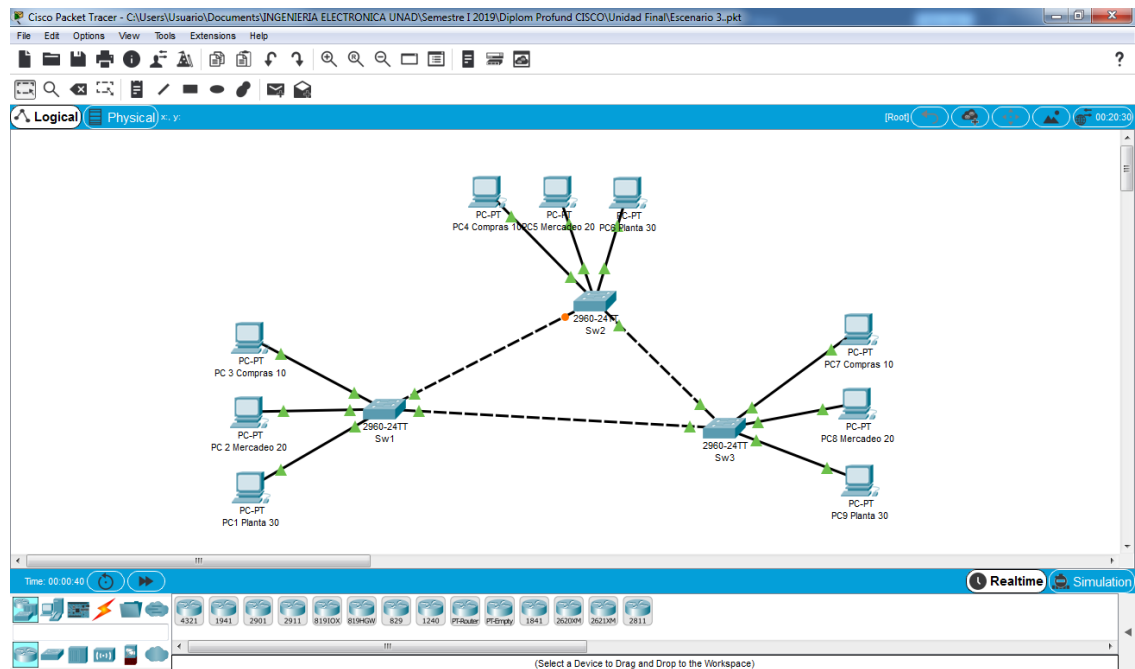 Cisco Packet Tracer - C:\Users\Usuario\Documents\INGENIERIA ELECTRONICA UNAD\Semestre I 2019\Diplom Profund CISCO\Unidad Final\Escenario 3..pkt
File Edit Options View Tools Extensions Help
?
Logical Physical x:, y: [Root] 00:20:30
PC-PT PC-PT PC-PT
PC4 Compras 10 PC5 Mercadeo 20 PC6 Planta 30
2960-24TT
Sw2
PC-PT
PC 3 Compras 10
PC-PT
PC7 Compras 10
2960-24TT
Sw1
PC-PT
PC 2 Mercadeo 20
PC-PT
PC8 Mercadeo 20
2960-24TT
Sw3
PC-PT
PC1 Planta 30
PC-PT
PC9 Planta 30
Time: 00:00:40 Realtime Simulation
4321 1941 2901 2911 819IOX 819HGW 829 1240 PT-Router PT-Empty 1841 2620XM 2621XM 2811
(Select a Device to Drag and Drop to the Workspace)